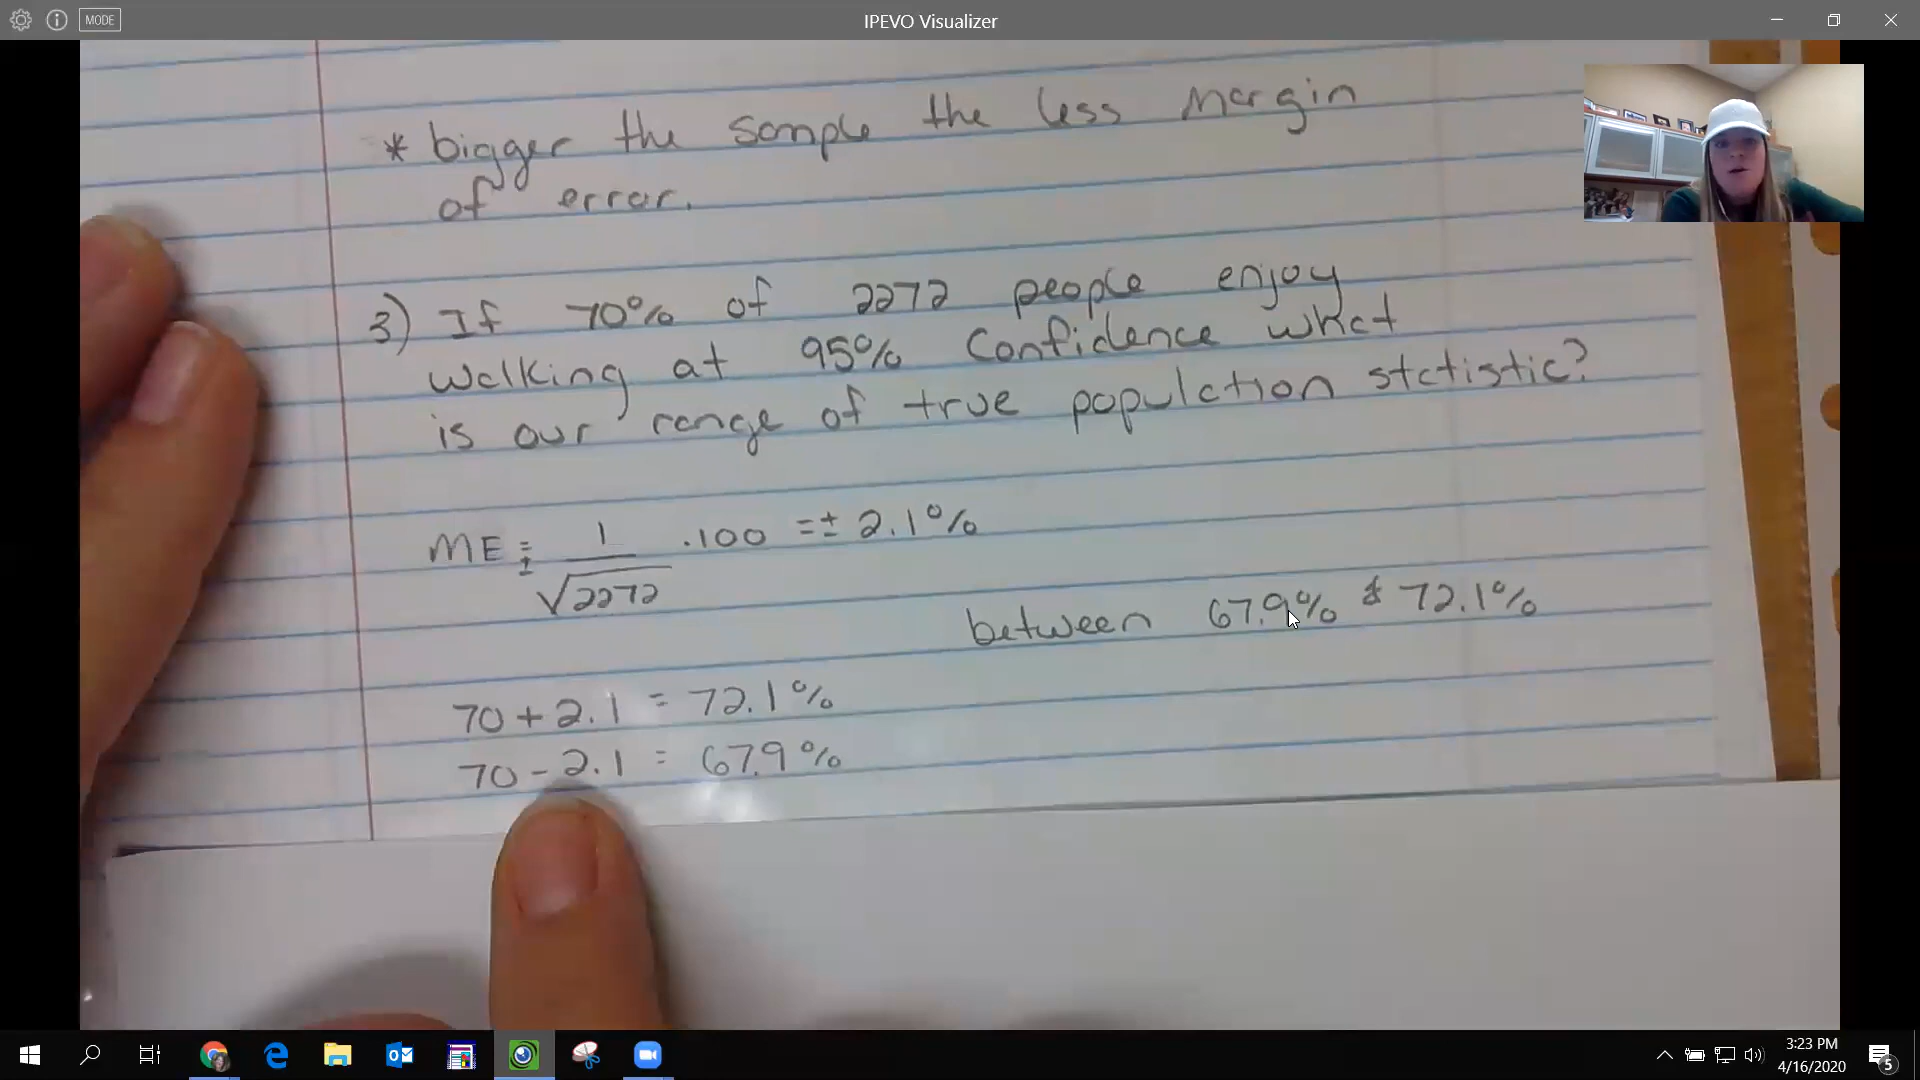 MODE
IPEVO Visualizer
* bigger the sample the less margin
of error.
3) If 70% of 2272 people enjoy
walking at 95% confidence what
is our range of true population statistic?
ME = ± 1/√2272 · 100 = ± 2.1%
between 67.9% & 72.1%
70 + 2.1 = 72.1%
70 - 2.1 = 67.9%
3:23 PM
4/16/2020
5